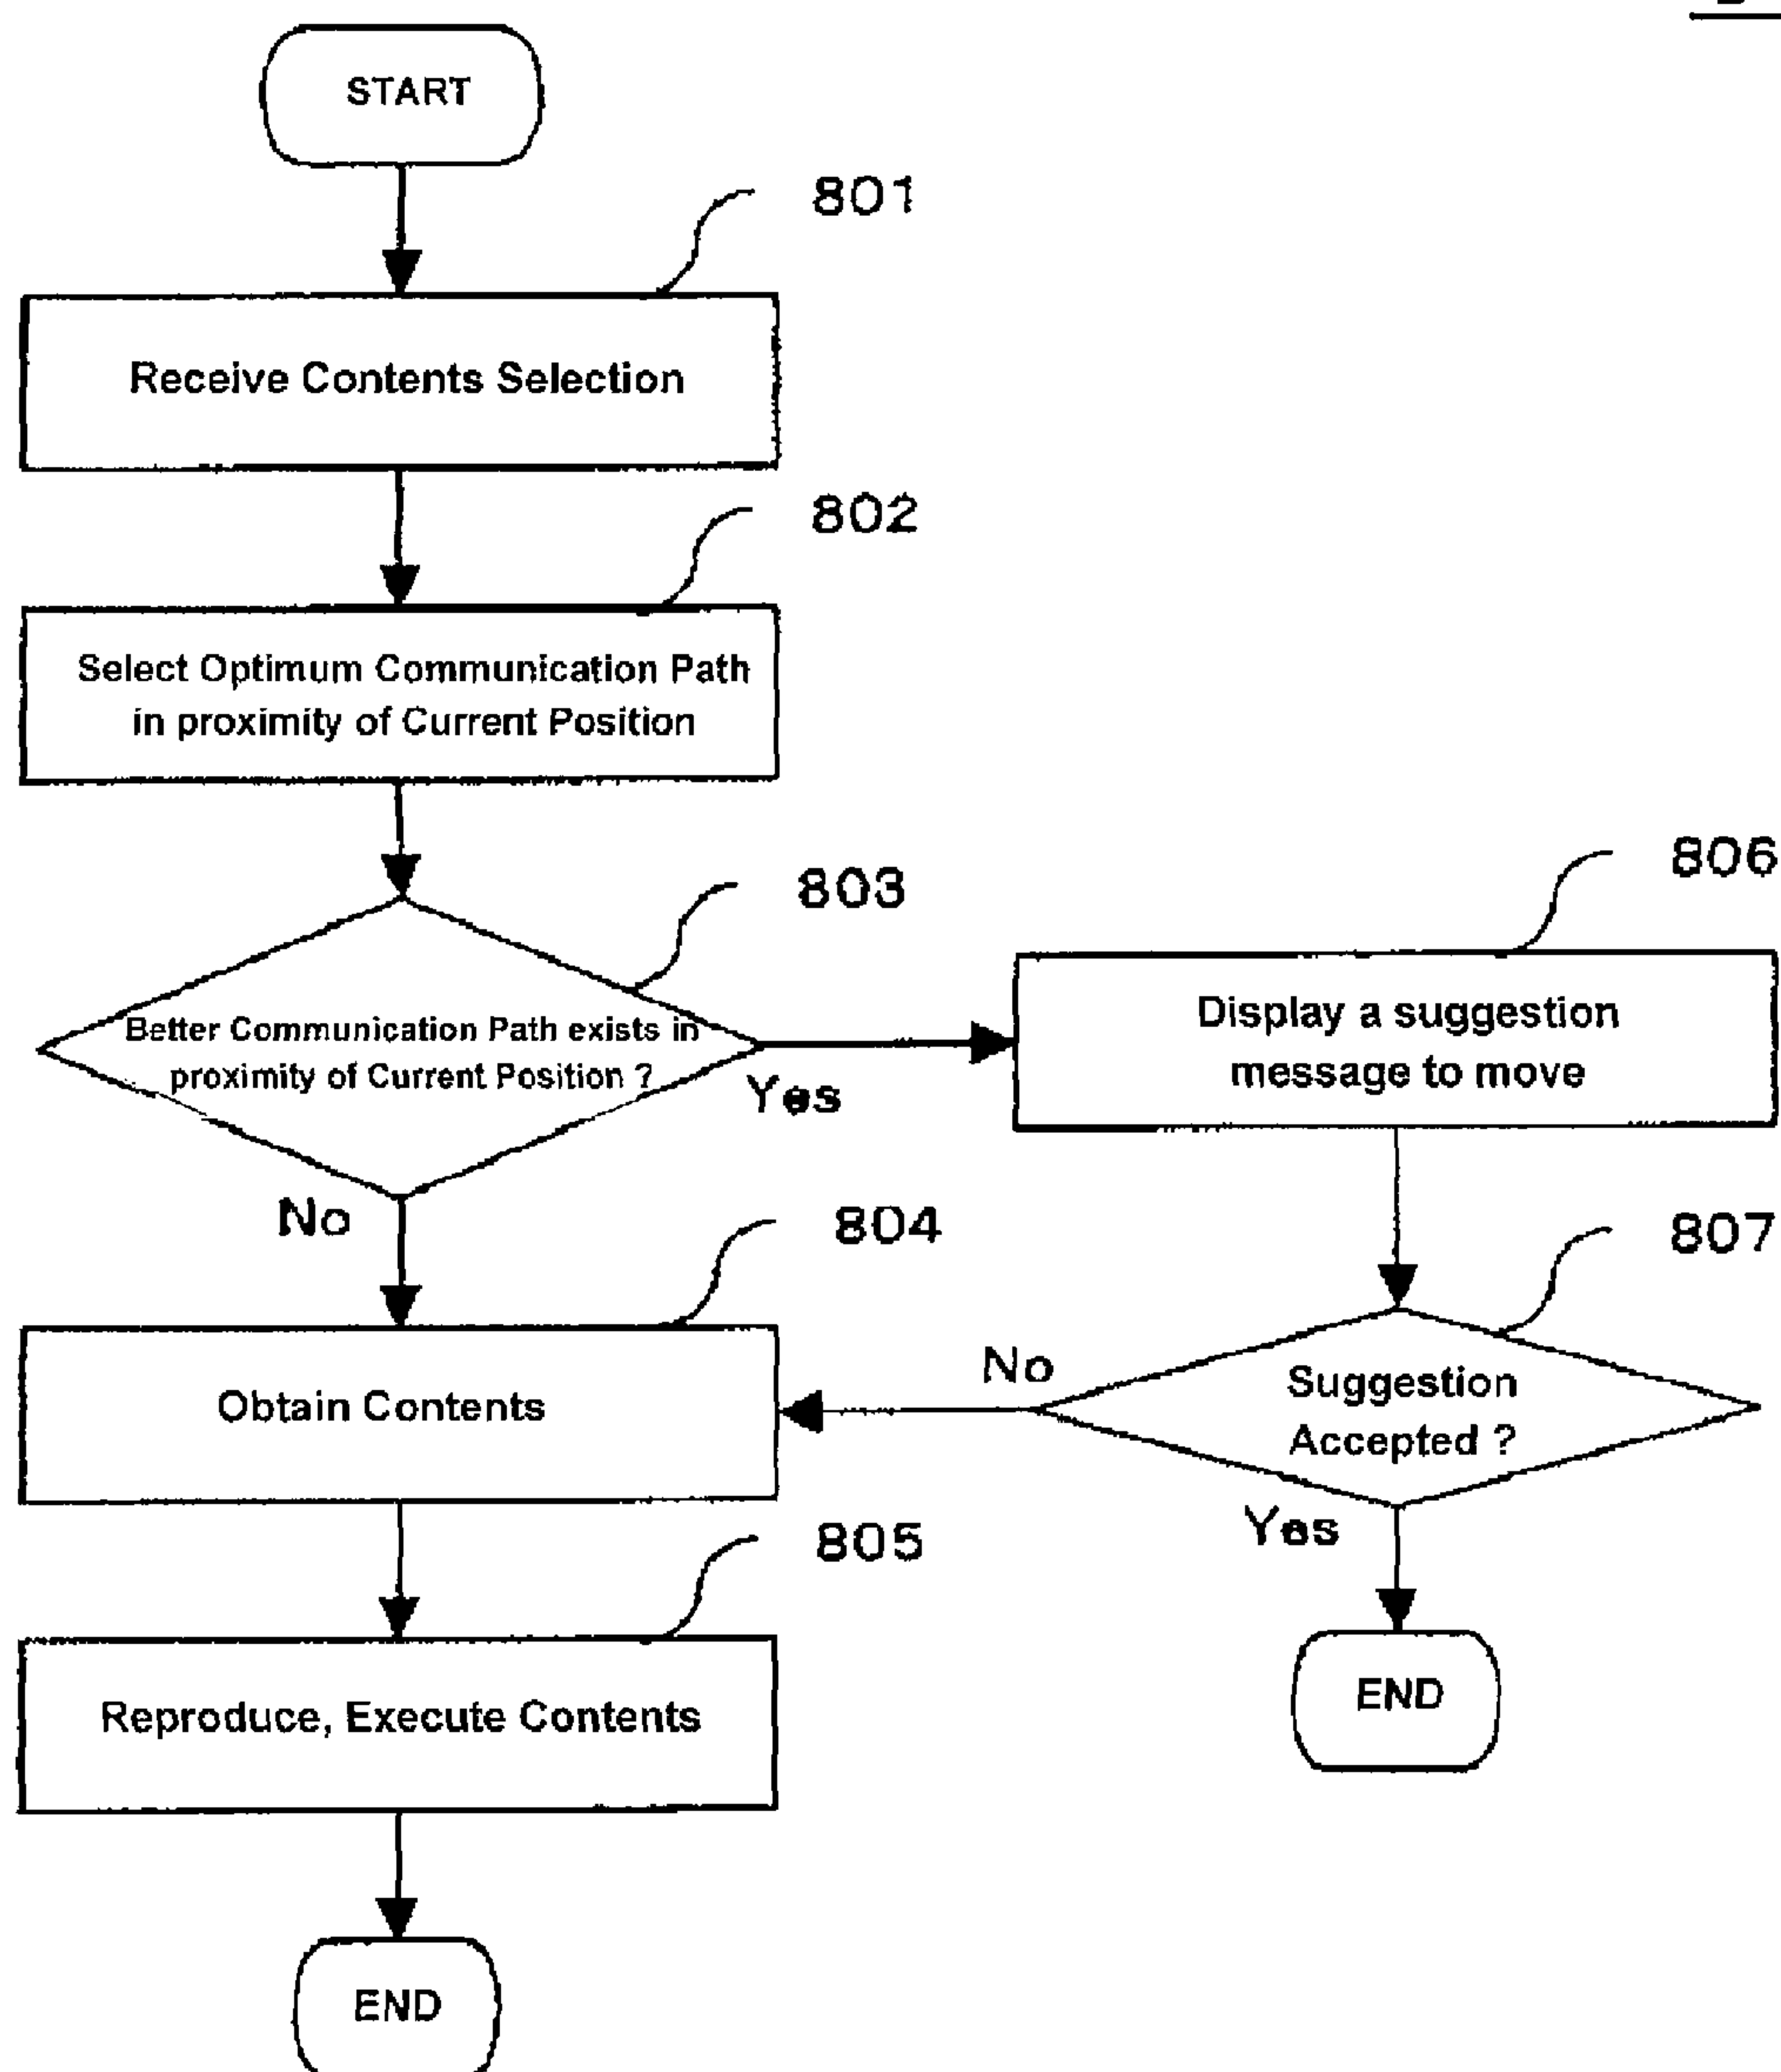 START
801
Receive Contents Selection
802
Select Optimum Communication Path
in proximity of Current Position
803
Better Communication Path exists in
proximity of Current Position ?
Yes
No
806
Display a suggestion
message to move
804
Obtain Contents
807
No
Suggestion
Accepted ?
Yes
END
805
Reproduce, Execute Contents
END